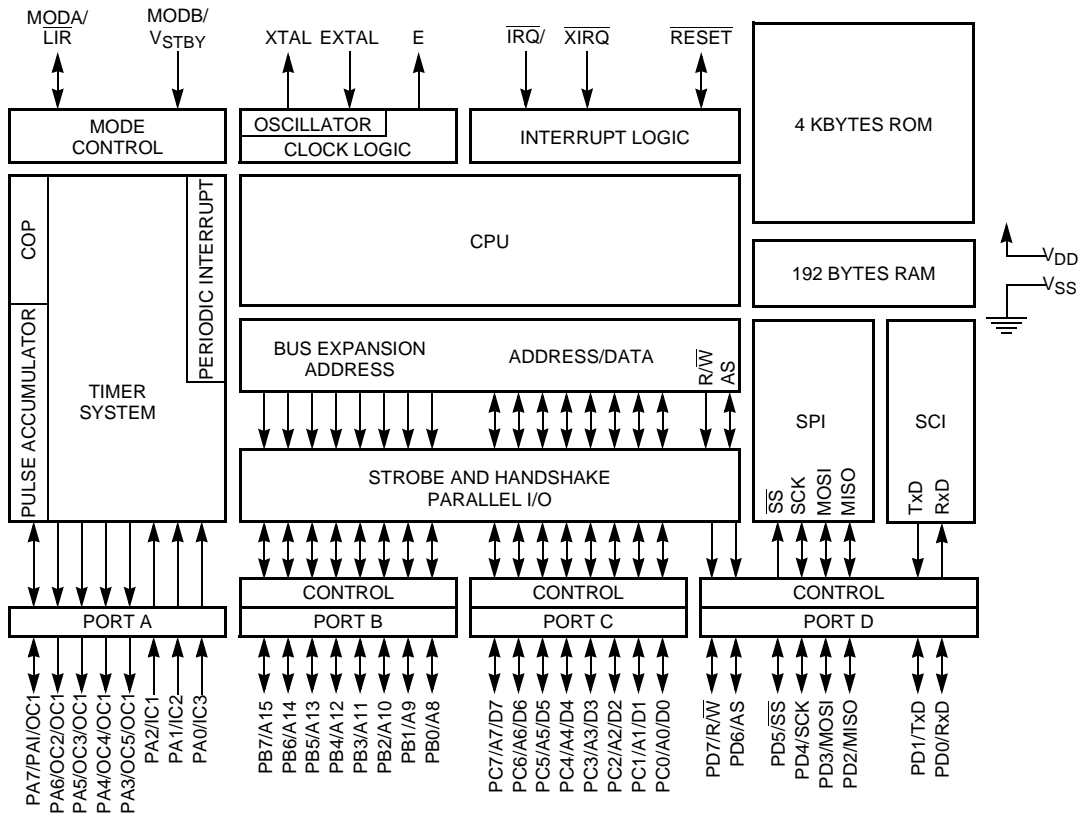 MODA/
LIR
MODB/
VSTBY
XTAL
EXTAL
E
IRQ/
XIRQ
RESET
MODE
CONTROL
OSCILLATOR
CLOCK LOGIC
INTERRUPT LOGIC
4 KBYTES ROM
COP
PERIODIC INTERRUPT
CPU
192 BYTES RAM
VDD
VSS
PULSE ACCUMULATOR
TIMER
SYSTEM
BUS EXPANSION
ADDRESS
ADDRESS/DATA
R/W
AS
STROBE AND HANDSHAKE
PARALLEL I/O
SPI
SS
SCK
MOSI
MISO
SCI
TxD
RxD
PORT A
CONTROL
PORT B
CONTROL
PORT C
CONTROL
PORT D
PA7/PAI/OC1
PA6/OC2/OC1
PA5/OC3/OC1
PA4/OC4/OC1
PA3/OC5/OC1
PA2/IC1
PA1/IC2
PA0/IC3
PB7/A15
PB6/A14
PB5/A13
PB4/A12
PB3/A11
PB2/A10
PB1/A9
PB0/A8
PC7/A7/D7
PC6/A6/D6
PC5/A5/D5
PC4/A4/D4
PC3/A3/D3
PC2/A2/D2
PC1/A1/D1
PC0/A0/D0
PD7/R/W
PD6/AS
PD5/SS
PD4/SCK
PD3/MOSI
PD2/MISO
PD1/TxD
PD0/RxD